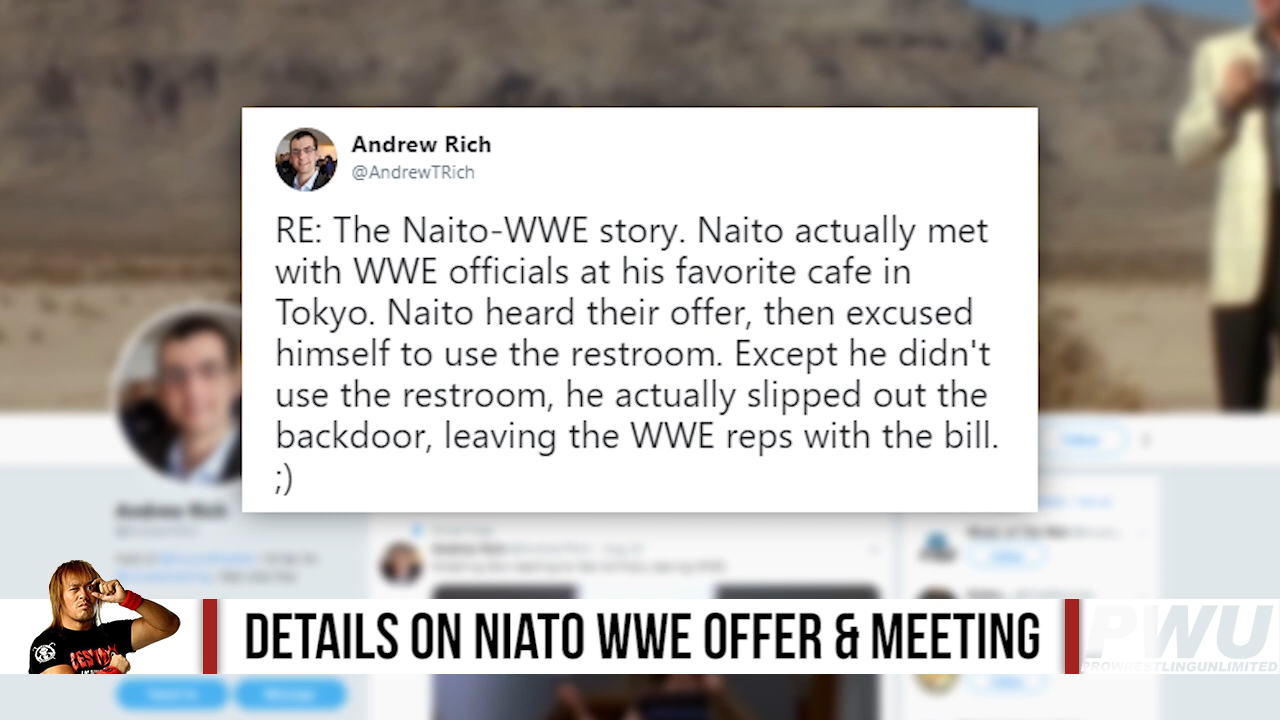 Andrew Rich
@AndrewTRich
RE: The Naito-WWE story. Naito actually met
with WWE officials at his favorite cafe in
Tokyo. Naito heard their offer, then excused
himself to use the restroom. Except he didn't
use the restroom, he actually slipped out the
backdoor, leaving the WWE reps with the bill.
;)
Andrew Rich
DETAILS ON NIATO WWE OFFER & MEETING
PWU
PROWRESTLINGUNLIMITED